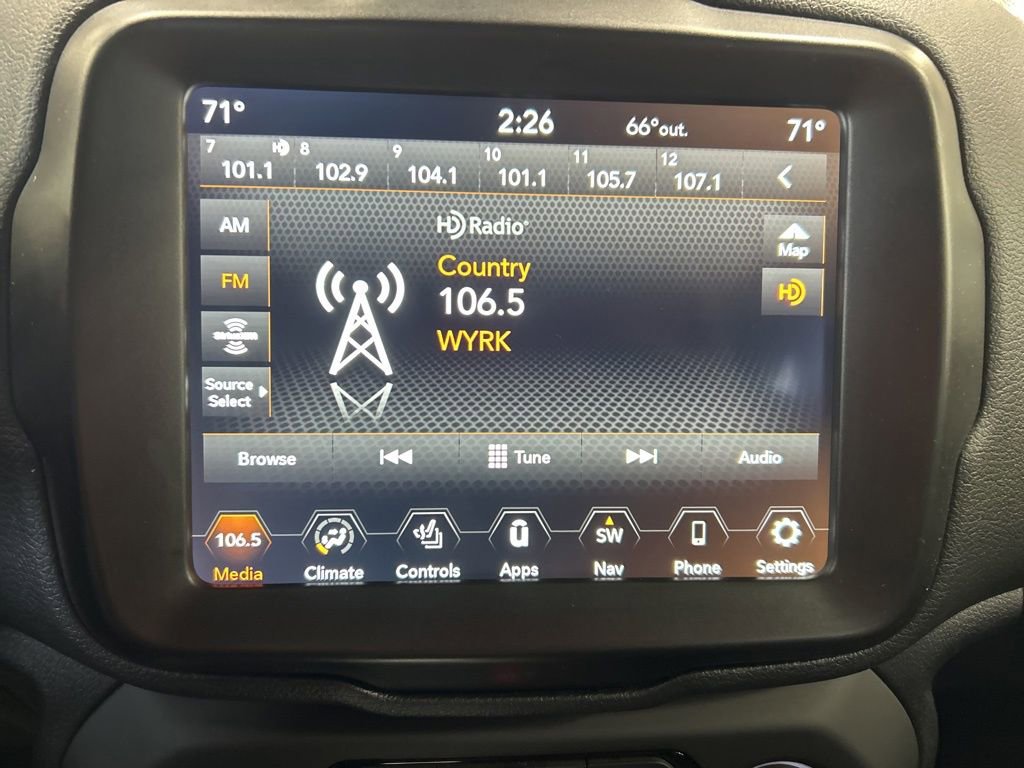 71° 2:26 66°out. 71°
7 HD 8 9 10 11 12
101.1 102.9 104.1 101.1 105.7 107.1
AM
FM
Source
Select
HD Radio
Country
106.5
WYRK
Map
HD
Browse Tune Audio
106.5 SW
Media Climate Controls Apps Nav Phone Settings